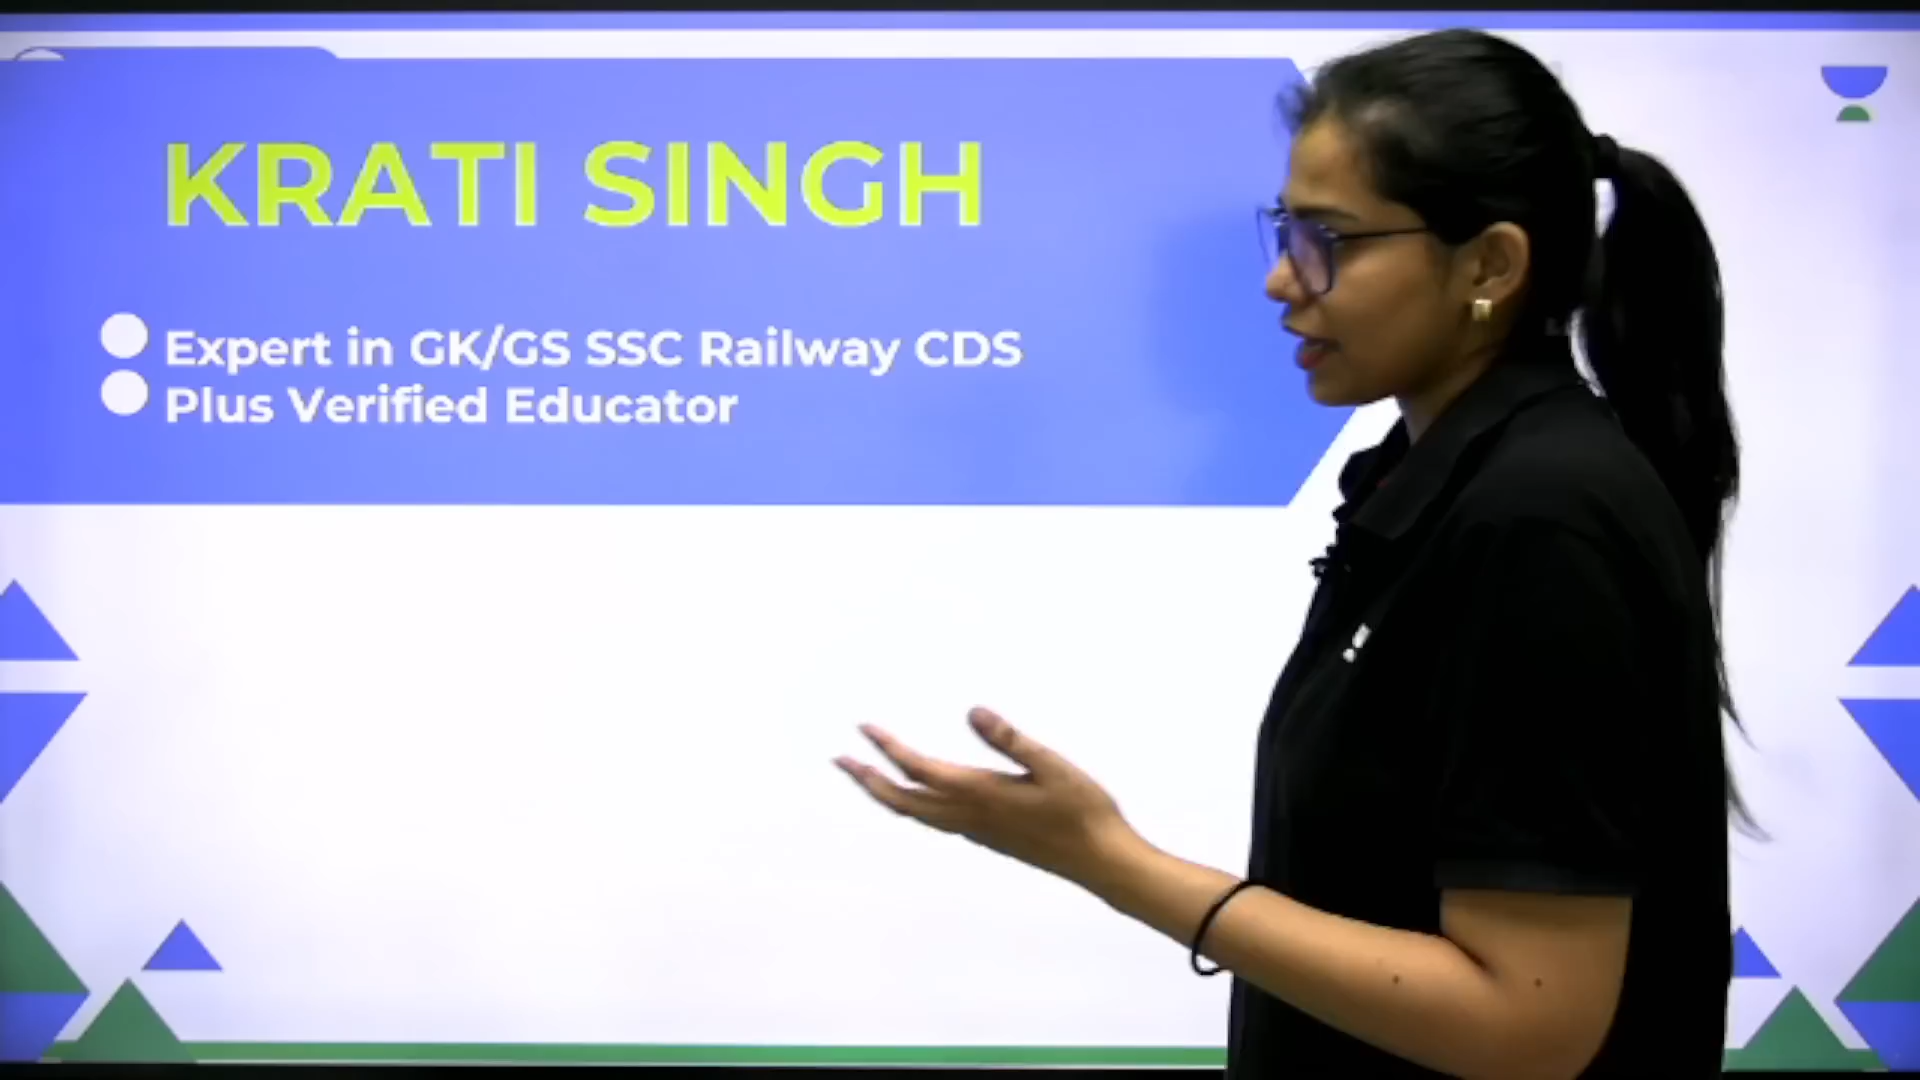 KRATI SINGH
Expert in GK/GS SSC Railway CDS
Plus Verified Educator